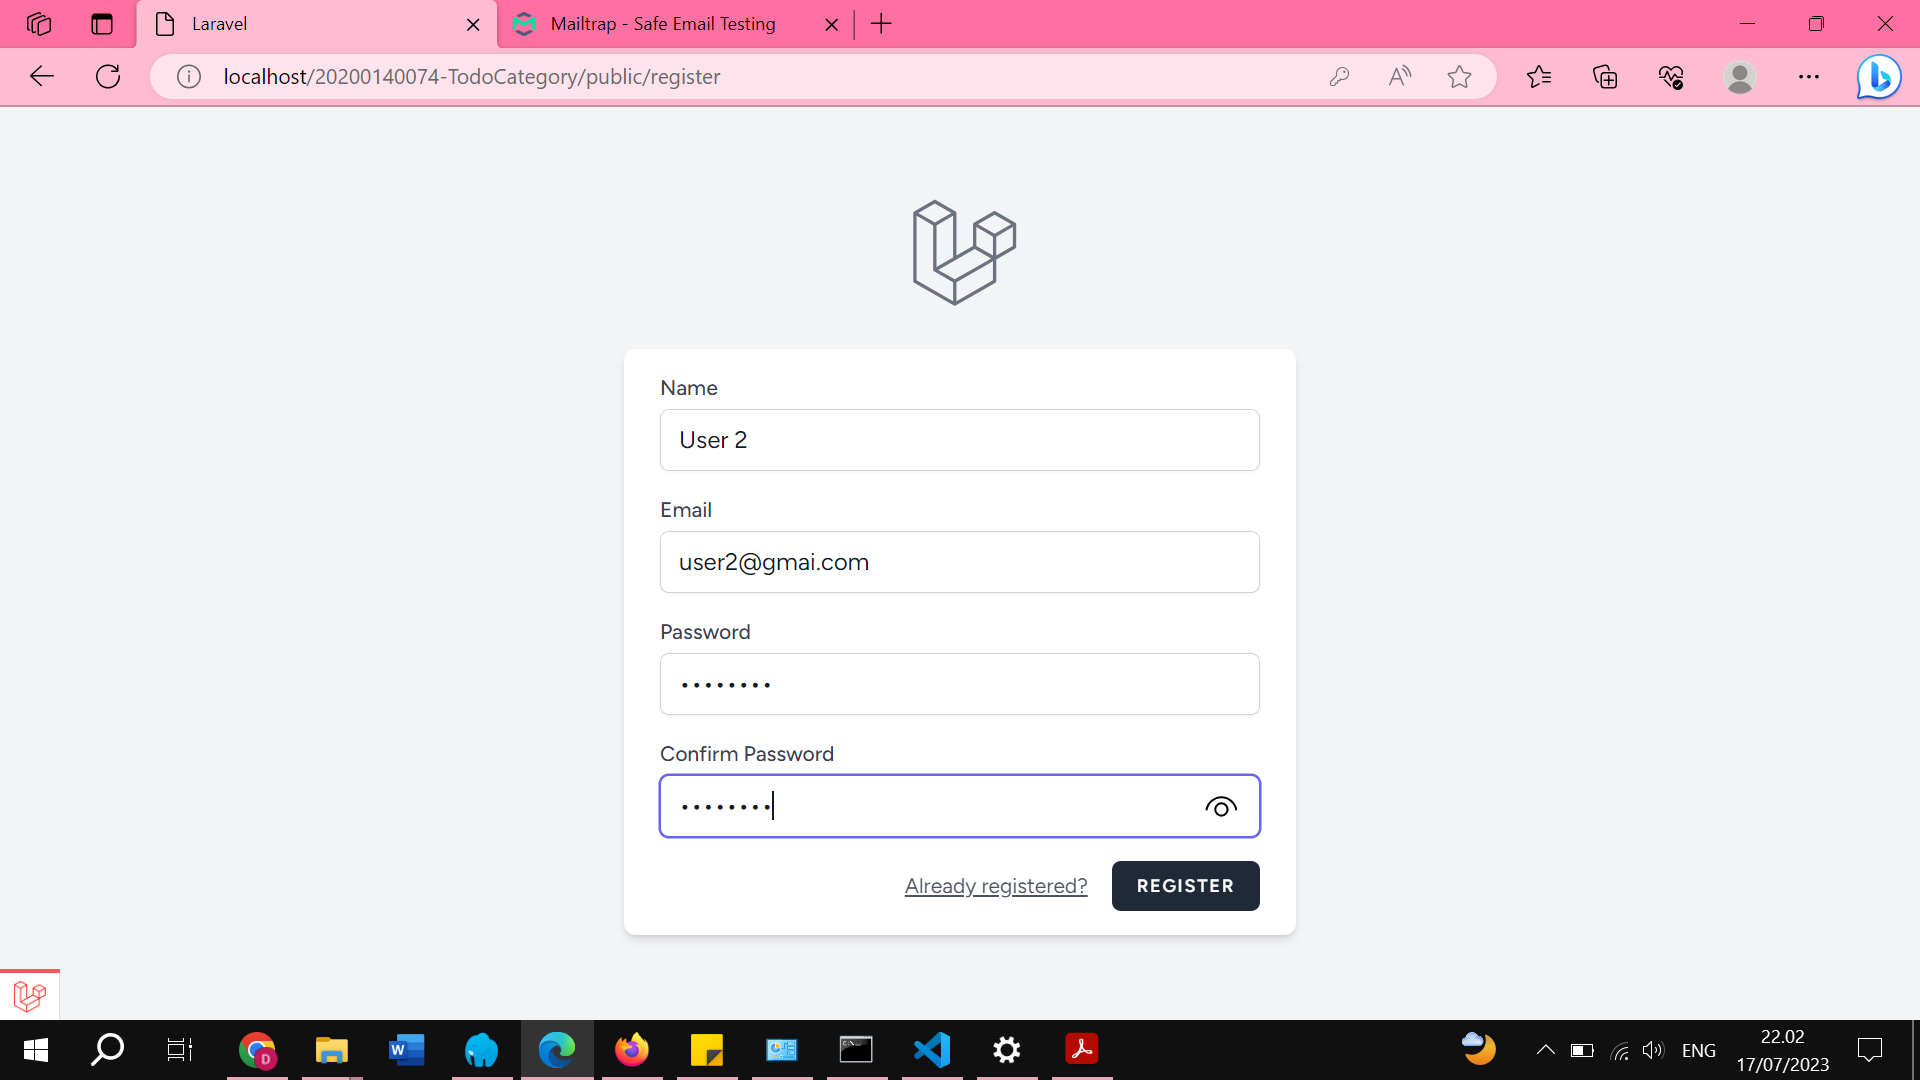 Laravel
Mailtrap - Safe Email Testing
localhost/20200140074-TodoCategory/public/register
Name
User 2
Email
user2@gmai.com
Password
••••••••
Confirm Password
••••••••
Already registered?
REGISTER
ENG
22.02
17/07/2023